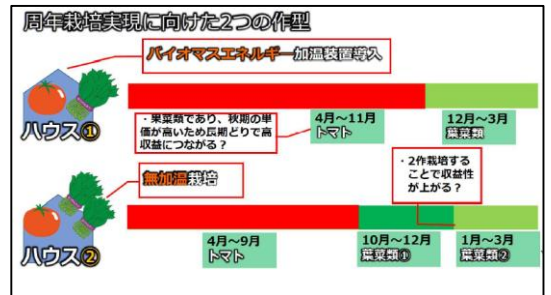 周年栽培実現に向けた2つの作型
バイオマスエネルギー加温装置導入
ハウス①
・果菜類であり、秋期の単
価が高いため長期どりで高
収益につながる？
4月～11月
トマト
12月～3月
葉菜類
・2作栽培する
ことで収益性
が上がる？
無加温栽培
ハウス②
4月～9月
トマト
10月～12月
葉菜類①
1月～3月
葉菜類②